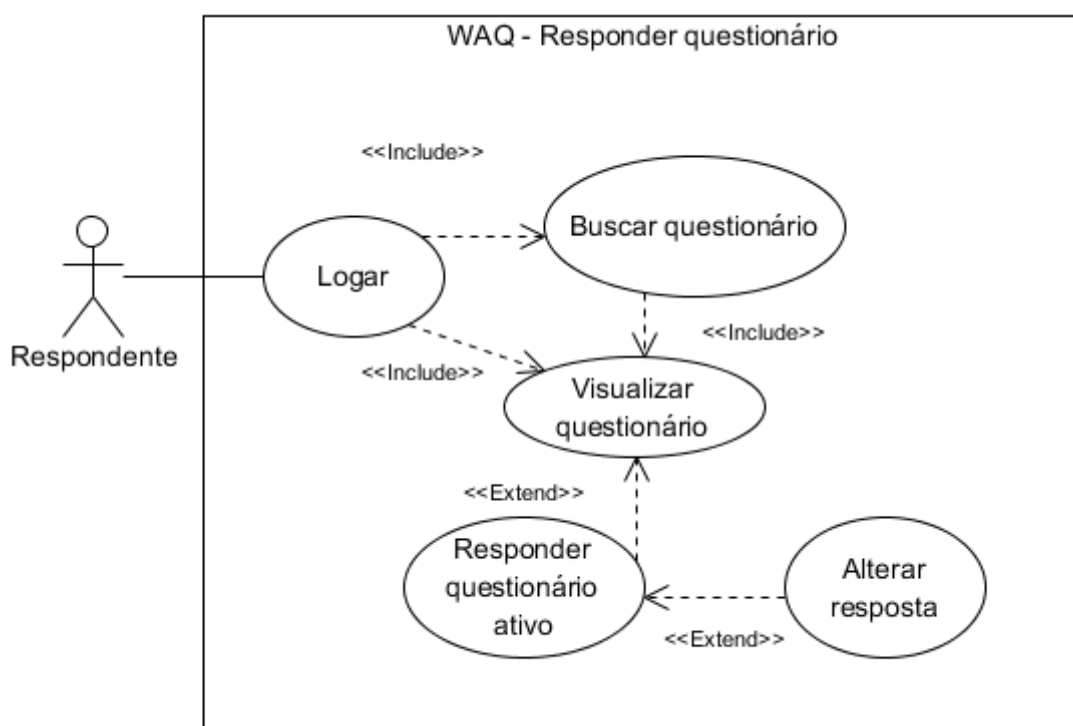 WAQ - Responder questionário
<<Include>>
Buscar questionário
Logar
Respondente
<<Include>>
<<Include>>
Visualizar
questionário
<<Extend>>
Responder
questionário
ativo
Alterar
resposta
<<Extend>>